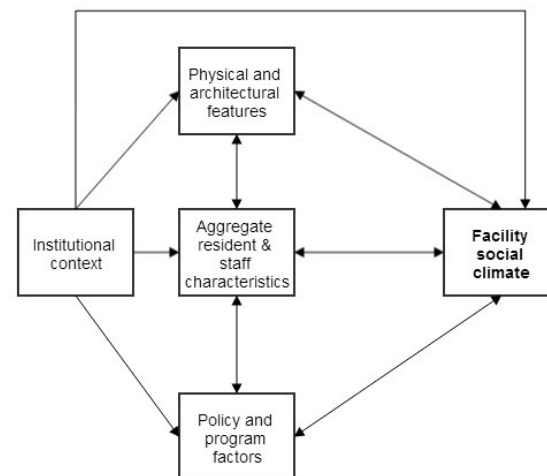 Physical and
architectural
features
Institutional
context
Aggregate
resident &
staff
characteristics
Facility
social
climate
Policy and
program
factors